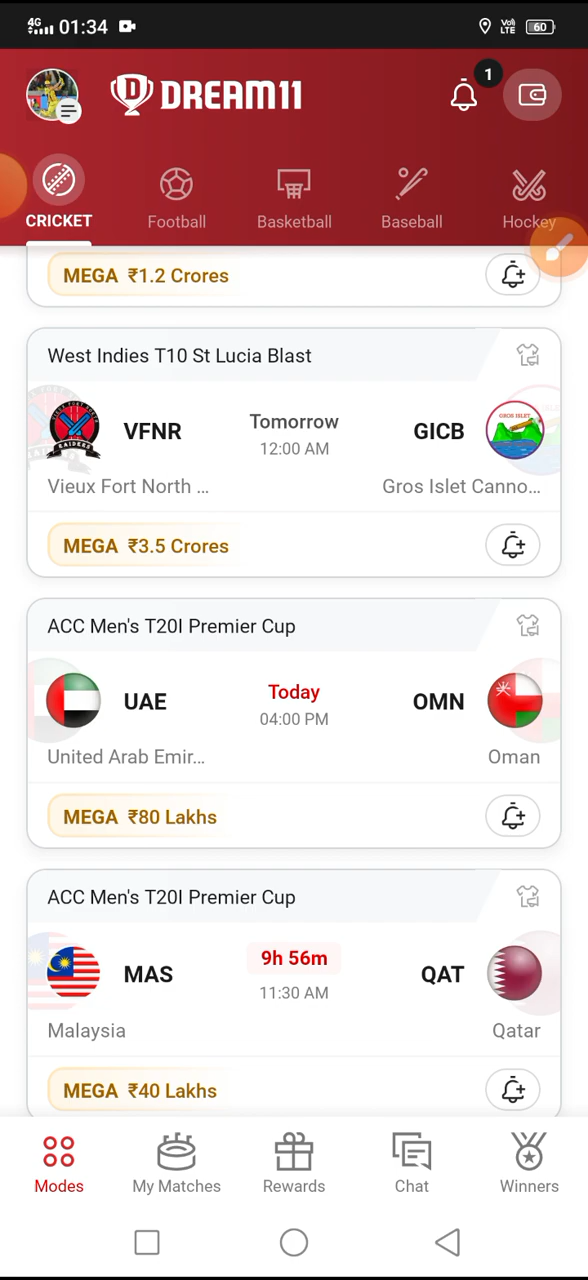 4G 01:34 Vo) LTE 60
DREAM11 1
CRICKET Football Basketball Baseball Hockey
MEGA ₹1.2 Crores
West Indies T10 St Lucia Blast
VFNR Tomorrow GICB
12:00 AM
Vieux Fort North ... Gros Islet Canno...
MEGA ₹3.5 Crores
ACC Men's T20I Premier Cup
UAE Today OMN
04:00 PM
United Arab Emir... Oman
MEGA ₹80 Lakhs
ACC Men's T20I Premier Cup
MAS 9h 56m QAT
11:30 AM
Malaysia Qatar
MEGA ₹40 Lakhs
Modes My Matches Rewards Chat Winners